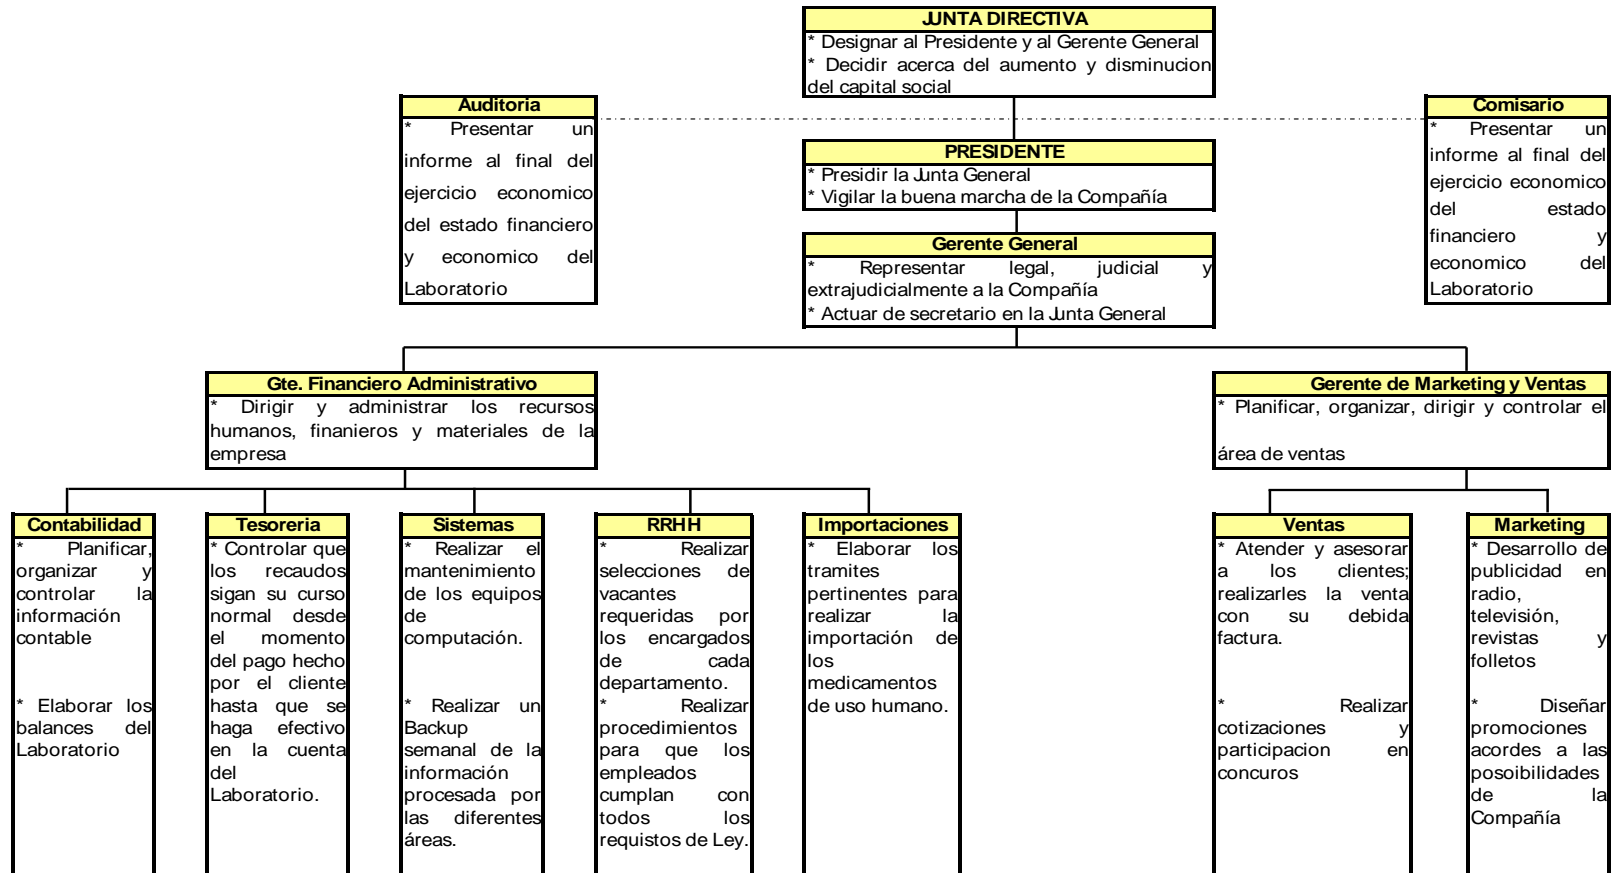 JUNTA DIRECTIVA
* Designar al Presidente y al Gerente General
* Decidir acerca del aumento y disminucion
del capital social
Auditoria
* Presentar un
informe al final del
ejercicio economico
del estado financiero
y economico del
Laboratorio
Comisario
* Presentar un
informe al final del
ejercicio economico
del estado
financiero y
economico del
Laboratorio
PRESIDENTE
* Presidir la Junta General
* Vigilar la buena marcha de la Compañía
Gerente General
* Representar legal, judicial y
extrajudicialmente a la Compañía
* Actuar de secretario en la Junta General
Gte. Financiero Administrativo
* Dirigir y administrar los recursos
humanos, finanieros y materiales de la
empresa
Gerente de Marketing y Ventas
* Planificar, organizar, dirigir y controlar el
área de ventas
Contabilidad
* Planificar,
organizar y
controlar la
información
contable
* Elaborar los
balances del
Laboratorio
Tesoreria
* Controlar que
los recaudos
sigan su curso
normal desde
el momento
del pago hecho
por el cliente
hasta que se
haga efectivo
en la cuenta
del
Laboratorio.
Sistemas
* Realizar el
mantenimiento
de los equipos
de
computación.
* Realizar un
Backup
semanal de la
información
procesada por
las diferentes
áreas.
RRHH
* Realizar
selecciones de
vacantes
requeridas por
los encargados
de cada
departamento.
* Realizar
procedimientos
para que los
empleados
cumplan con
todos los
requistos de Ley.
Importaciones
* Elaborar los
tramites
pertinentes para
realizar la
importación de
los
medicamentos
de uso humano.
Ventas
* Atender y asesorar
a los clientes;
realizarles la venta
con su debida
factura.
* Realizar
cotizaciones y
participacion en
concuros
Marketing
* Desarrollo de
publicidad en
radio,
televisión,
revistas y
folletos
* Diseñar
promociones
acordes a las
posoibilidades
de la
Compañía